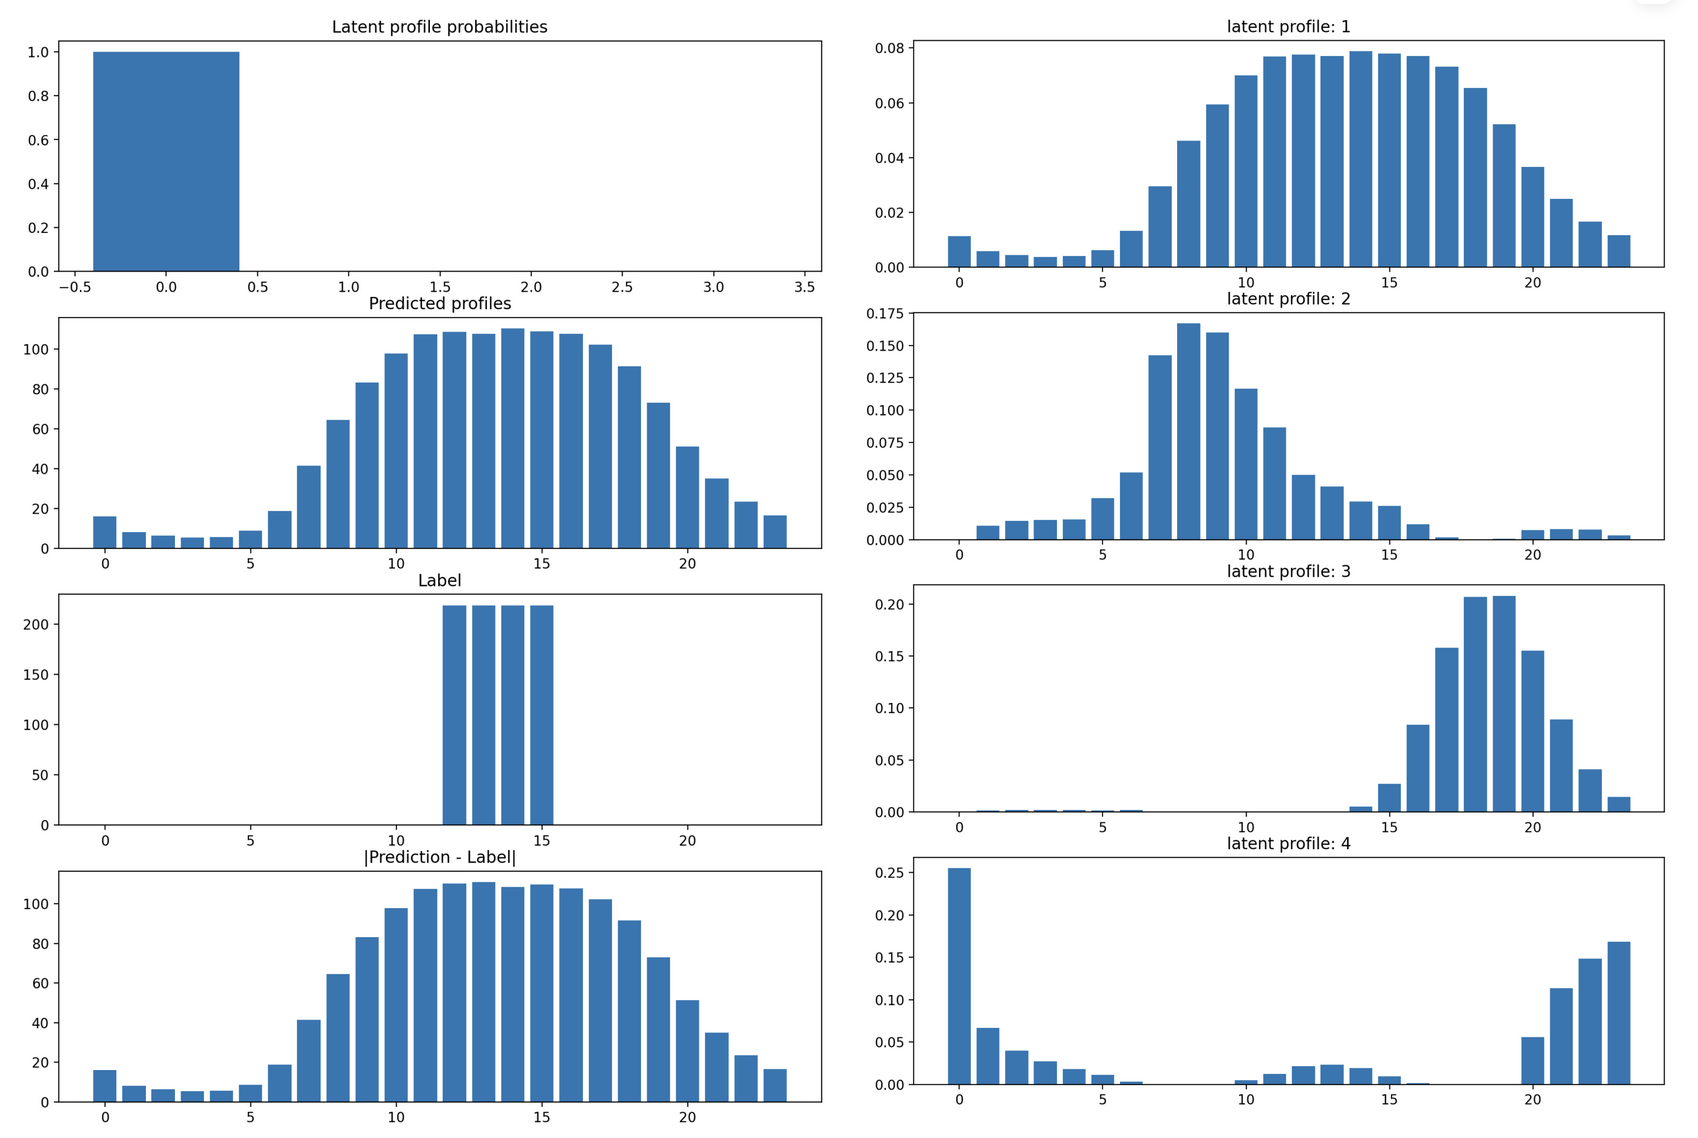 Latent profile probabilities
1.0
0.8
0.6
0.4
0.2
0.0
−0.5 0.0 0.5 1.0 1.5 2.0 2.5 3.0 3.5
Predicted profiles
100
80
60
40
20
0
0 5 10 15 20
Label
200
150
100
50
0
0 5 10 15 20
|Prediction - Label|
100
80
60
40
20
0
0 5 10 15 20
latent profile: 1
0.08
0.06
0.04
0.02
0.00
0 5 10 15 20
latent profile: 2
0.175
0.150
0.125
0.100
0.075
0.050
0.025
0.000
0 5 10 15 20
latent profile: 3
0.20
0.15
0.10
0.05
0.00
0 5 10 15 20
latent profile: 4
0.25
0.20
0.15
0.10
0.05
0.00
0 5 10 15 20